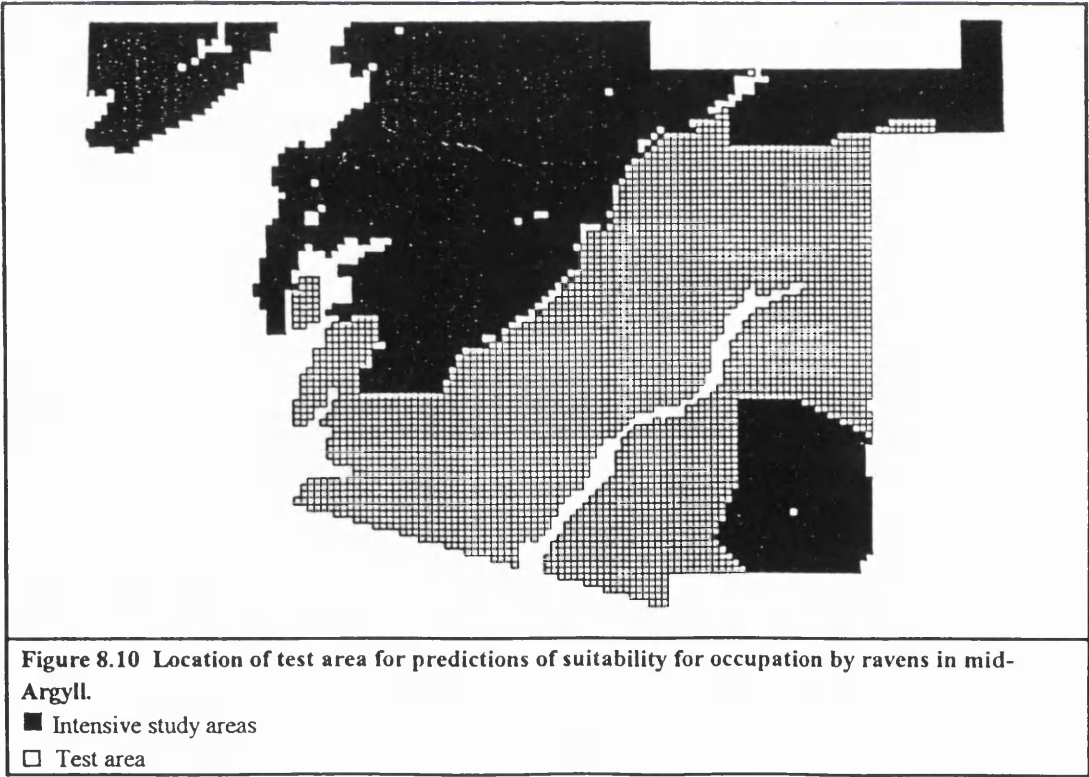 Figure 8.10 Location of test area for predictions of suitability for occupation by ravens in mid-
Argyll.
■ Intensive study areas
□ Test area